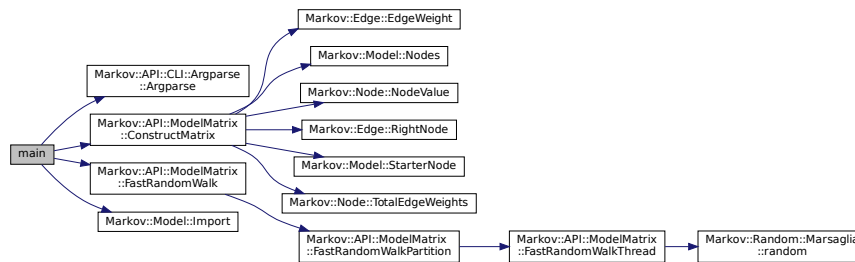 main
Markov::API::CLI::Argparse
::Argparse
Markov::API::ModelMatrix
::ConstructMatrix
Markov::API::ModelMatrix
::FastRandomWalk
Markov::Model::Import
Markov::Edge::EdgeWeight
Markov::Model::Nodes
Markov::Node::NodeValue
Markov::Edge::RightNode
Markov::Model::StarterNode
Markov::Node::TotalEdgeWeights
Markov::API::ModelMatrix
::FastRandomWalkPartition
Markov::API::ModelMatrix
::FastRandomWalkThread
Markov::Random::Marsaglia
::random